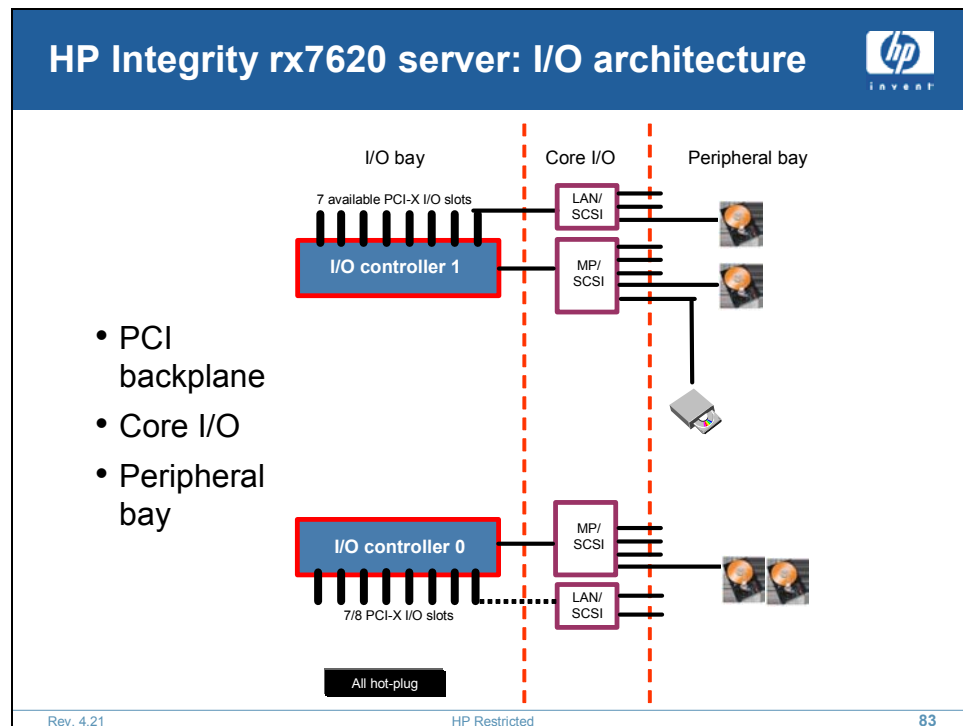 HP Integrity rx7620 server: I/O architecture
hp
invent
I/O bay
Core I/O
Peripheral bay
7 available PCI-X I/O slots
LAN/
SCSI
I/O controller 1
MP/
SCSI
• PCI
backplane
• Core I/O
• Peripheral
bay
I/O controller 0
MP/
SCSI
7/8 PCI-X I/O slots
LAN/
SCSI
All hot-plug
Rev. 4.21
HP Restricted
83